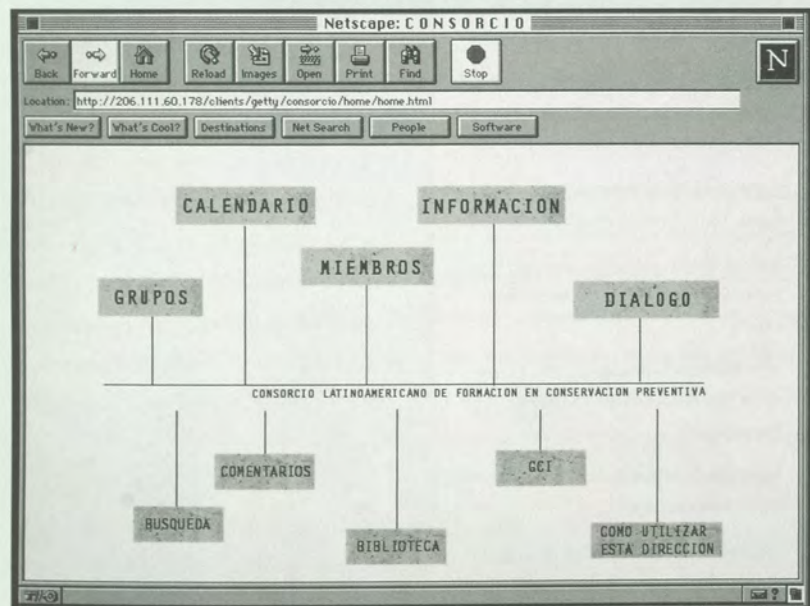 Netscape: CONSORCIO
Back Forward Home Reload Images Open Print Find Stop
N
Location: http://206.111.60.178/clients/getty/consorcio/home/home.html
What's New? What's Cool? Destinations Net Search People Software
CALENDARIO
INFORMACION
MIEMBROS
GRUPOS
DIALOGO
CONSORCIO LATINOAMERICANO DE FORMACION EN CONSERVACION PREVENTIVA
COMENTARIOS
GCI
BUSQUEDA
BIBLIOTECA
COMO UTILIZAR
ESTA DIRECCION
?